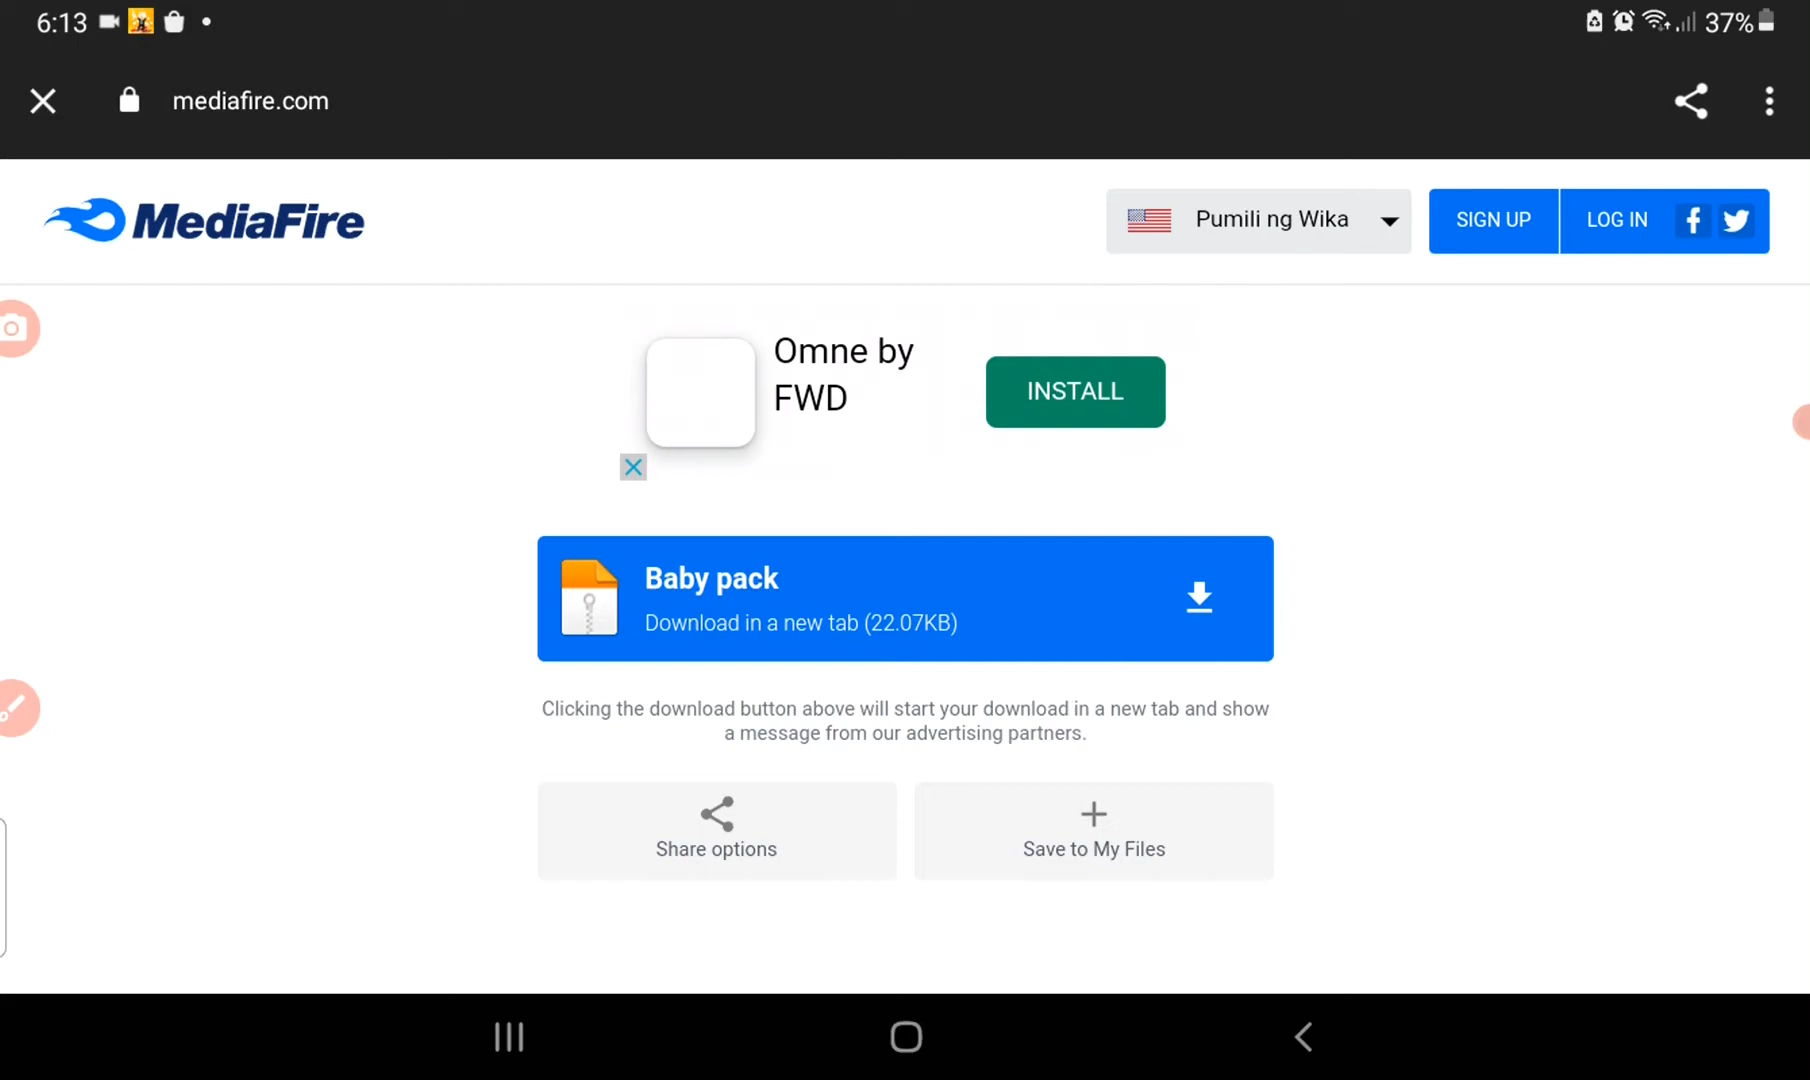 6:13
37%
mediafire.com
MediaFire
Pumili ng Wika
SIGN UP
LOG IN
Omne by
FWD
INSTALL
Baby pack
Download in a new tab (22.07KB)
Clicking the download button above will start your download in a new tab and show
a message from our advertising partners.
Share options
Save to My Files